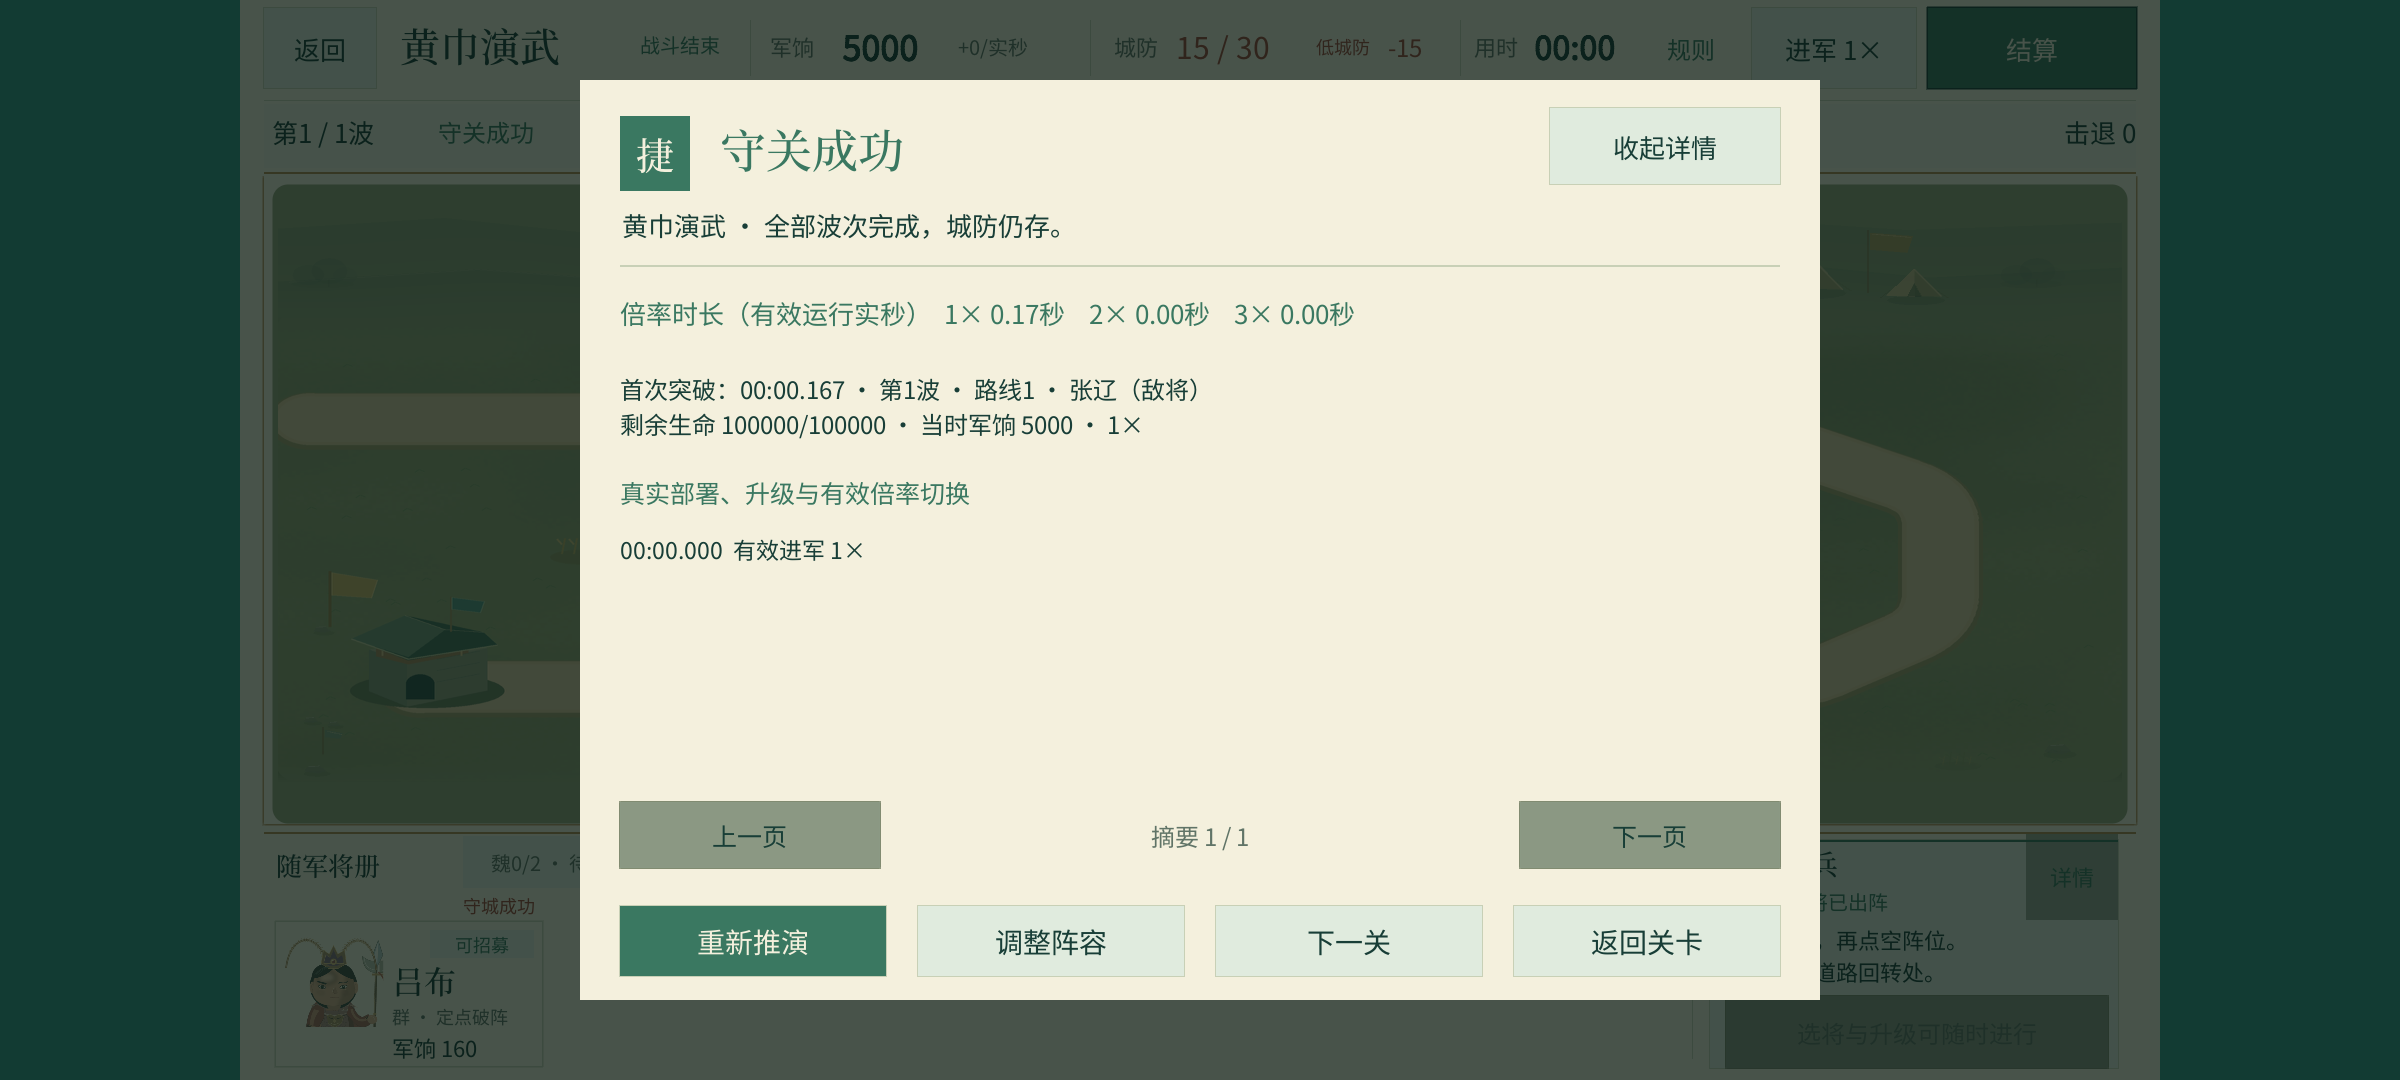 返回
黄巾演武
战斗结束
军饷 5000 +0/实秒
城防 15 / 30 低城防 -15
用时 00:00
规则
进军 1×
结算
第1 / 1波
守关成功
击退 0
捷
守关成功
收起详情
黄巾演武 · 全部波次完成，城防仍存。
倍率时长（有效运行实秒） 1× 0.17秒 2× 0.00秒 3× 0.00秒
首次突破：00:00.167 · 第1波 · 路线1 · 张辽（敌将）
剩余生命 100000/100000 · 当时军饷 5000 · 1×
真实部署、升级与有效倍率切换
00:00.000 有效进军 1×
上一页
摘要 1 / 1
下一页
重新推演
调整阵容
下一关
返回关卡
随军将册
魏0/2 ·
守城成功
可招募
吕布
群 · 定点破阵
军饷 160
兵
详情
将已出阵
，再点空阵位。
道路回转处。
选将与升级可随时进行